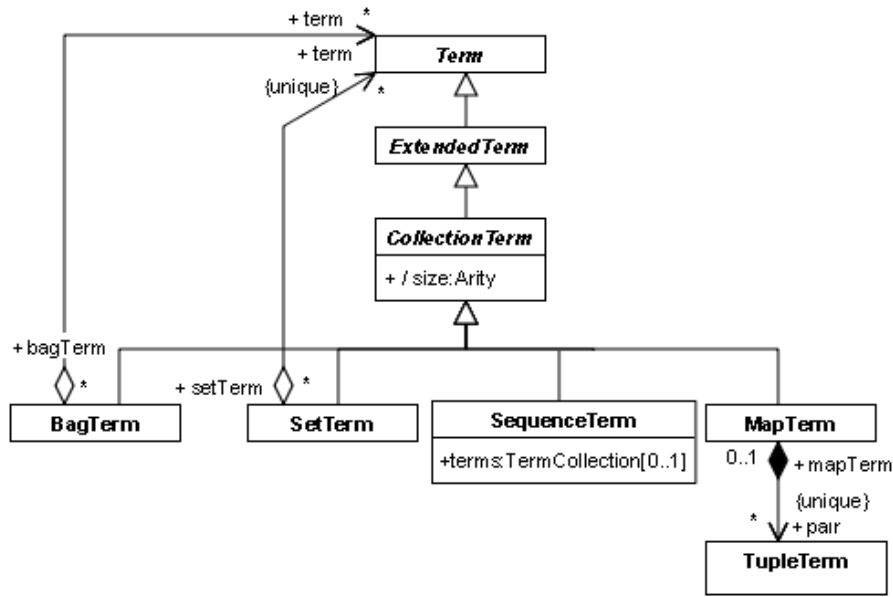 + term *
Term
+ term
{unique} *
ExtendedTerm
CollectionTerm
+ / size:Arity
+ bagTerm
*
+ setTerm *
BagTerm
SetTerm
SequenceTerm
+terms:TermCollection[0..1]
MapTerm
0..1 + mapTerm
{unique}
* + pair
TupleTerm